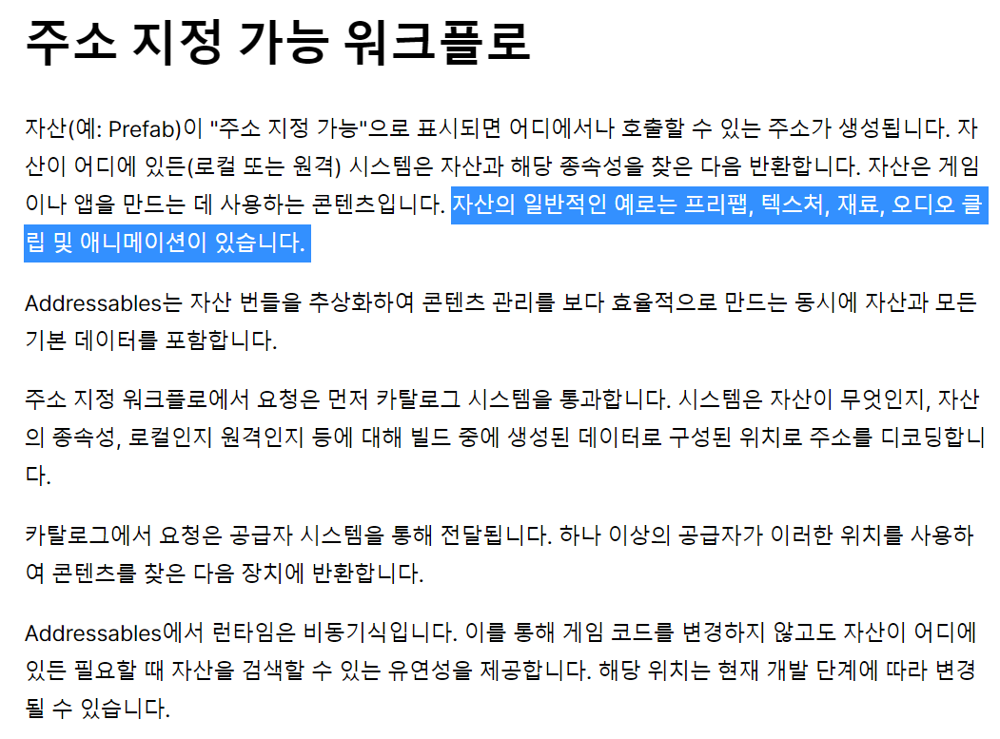 주소 지정 가능 워크플로
자산(예: Prefab)이 "주소 지정 가능"으로 표시되면 어디에서나 호출할 수 있는 주소가 생성됩니다. 자
산이 어디에 있든(로컬 또는 원격) 시스템은 자산과 해당 종속성을 찾은 다음 반환합니다. 자산은 게임
이나 앱을 만드는 데 사용하는 콘텐츠입니다. 자산의 일반적인 예로는 프리팹, 텍스처, 재료, 오디오 클
립 및 애니메이션이 있습니다.
Addressables는 자산 번들을 추상화하여 콘텐츠 관리를 보다 효율적으로 만드는 동시에 자산과 모든
기본 데이터를 포함합니다.
주소 지정 워크플로에서 요청은 먼저 카탈로그 시스템을 통과합니다. 시스템은 자산이 무엇인지, 자산
의 종속성, 로컬인지 원격인지 등에 대해 빌드 중에 생성된 데이터로 구성된 위치로 주소를 디코딩합니
다.
카탈로그에서 요청은 공급자 시스템을 통해 전달됩니다. 하나 이상의 공급자가 이러한 위치를 사용하
여 콘텐츠를 찾은 다음 장치에 반환합니다.
Addressables에서 런타임은 비동기식입니다. 이를 통해 게임 코드를 변경하지 않고도 자산이 어디에
있든 필요할 때 자산을 검색할 수 있는 유연성을 제공합니다. 해당 위치는 현재 개발 단계에 따라 변경
될 수 있습니다.